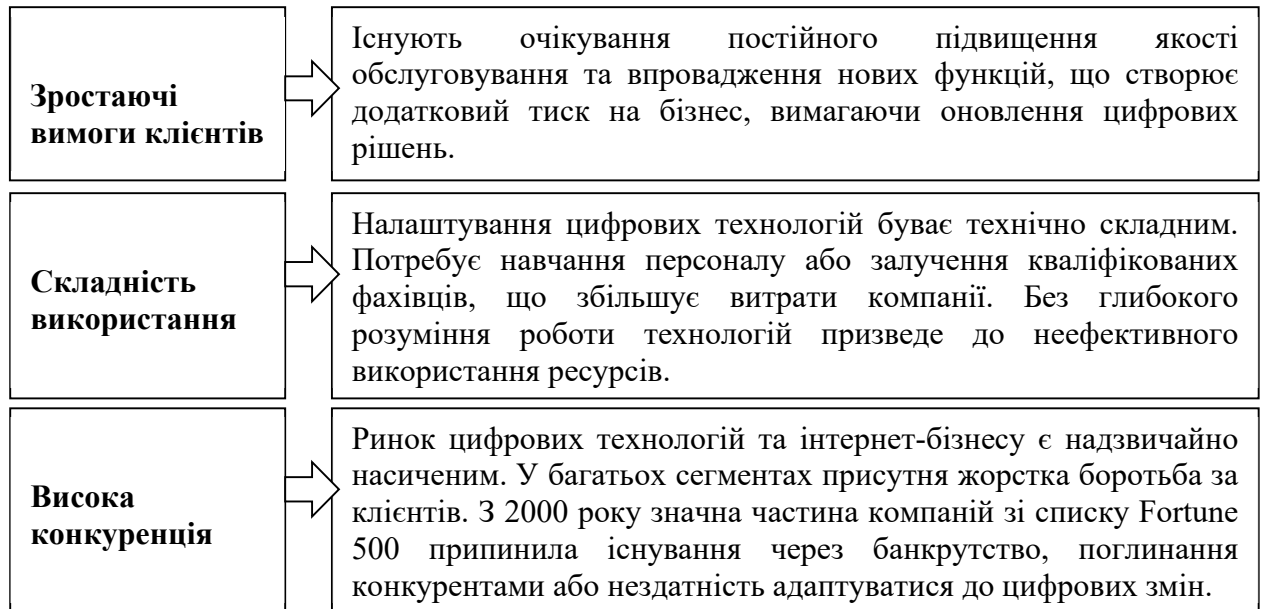 Зростаючі
вимоги клієнтів
Існують очікування постійного підвищення якості
обслуговування та впровадження нових функцій, що створює
додатковий тиск на бізнес, вимагаючи оновлення цифрових
рішень.
Складність
використання
Налаштування цифрових технологій буває технічно складним.
Потребує навчання персоналу або залучення кваліфікованих
фахівців, що збільшує витрати компанії. Без глибокого
розуміння роботи технологій призведе до неефективного
використання ресурсів.
Висока
конкуренція
Ринок цифрових технологій та інтернет-бізнесу є надзвичайно
насиченим. У багатьох сегментах присутня жорстка боротьба за
клієнтів. З 2000 року значна частина компаній зі списку Fortune
500 припинила існування через банкрутство, поглинання
конкурентами або нездатність адаптуватися до цифрових змін.